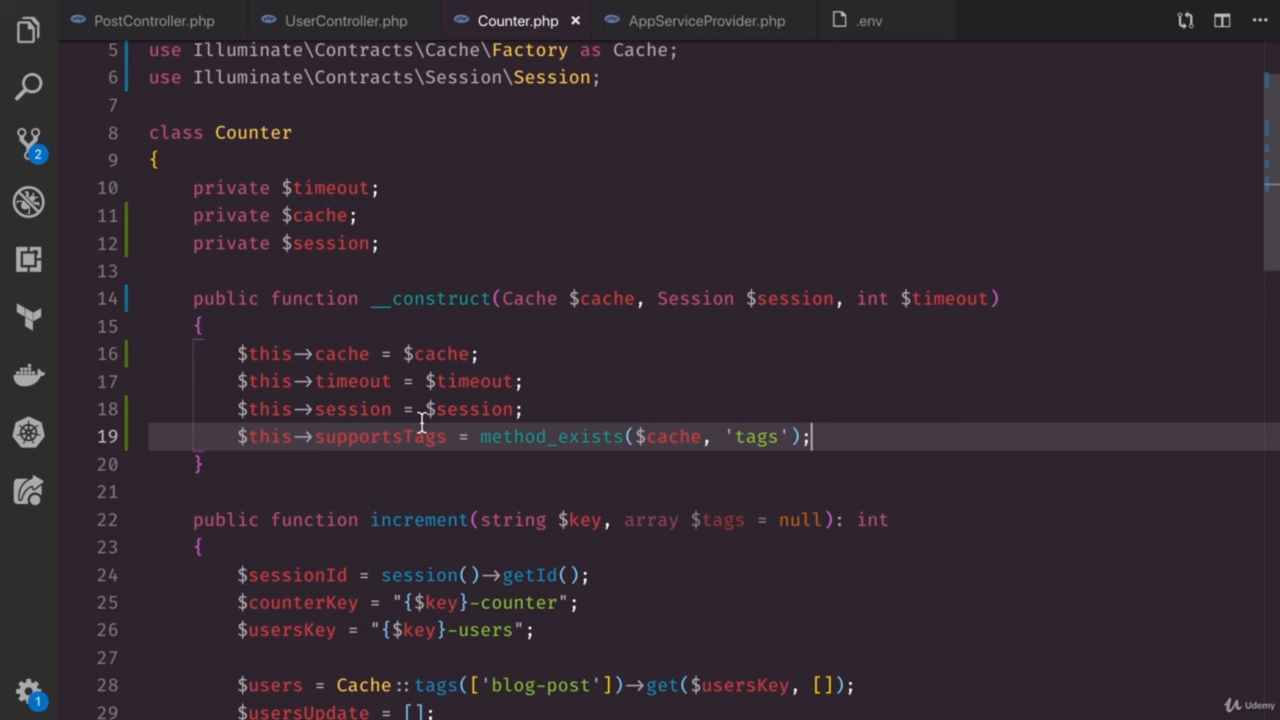 PostController.php UserController.php Counter.php × AppServiceProvider.php .env
5 use Illuminate\Contracts\Cache\Factory as Cache;
6 use Illuminate\Contracts\Session\Session;
7
8 class Counter
9 {
10 private $timeout;
11 private $cache;
12 private $session;
13
14 public function __construct(Cache $cache, Session $session, int $timeout)
15 {
16 $this->cache = $cache;
17 $this->timeout = $timeout;
18 $this->session = $session;
19 $this->supportsTags = method_exists($cache, 'tags');
20 }
21
22 public function increment(string $key, array $tags = null): int
23 {
24 $sessionId = session()->getId();
25 $counterKey = "{$key}-counter";
26 $usersKey = "{$key}-users";
27
28 $users = Cache::tags(['blog-post'])->get($usersKey, []);
29 $usersUpdate = [];
2
1
Udemy